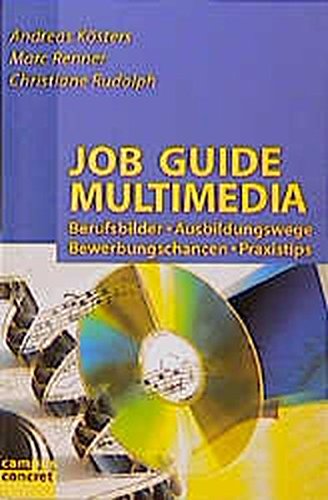 Andreas Kösters
Marc Renner
Christiane Rudolph
JOB GUIDE
MULTIMEDIA
Berufsbilder • Ausbildungswege
Bewerbungschancen • Praxistips
campus
concret